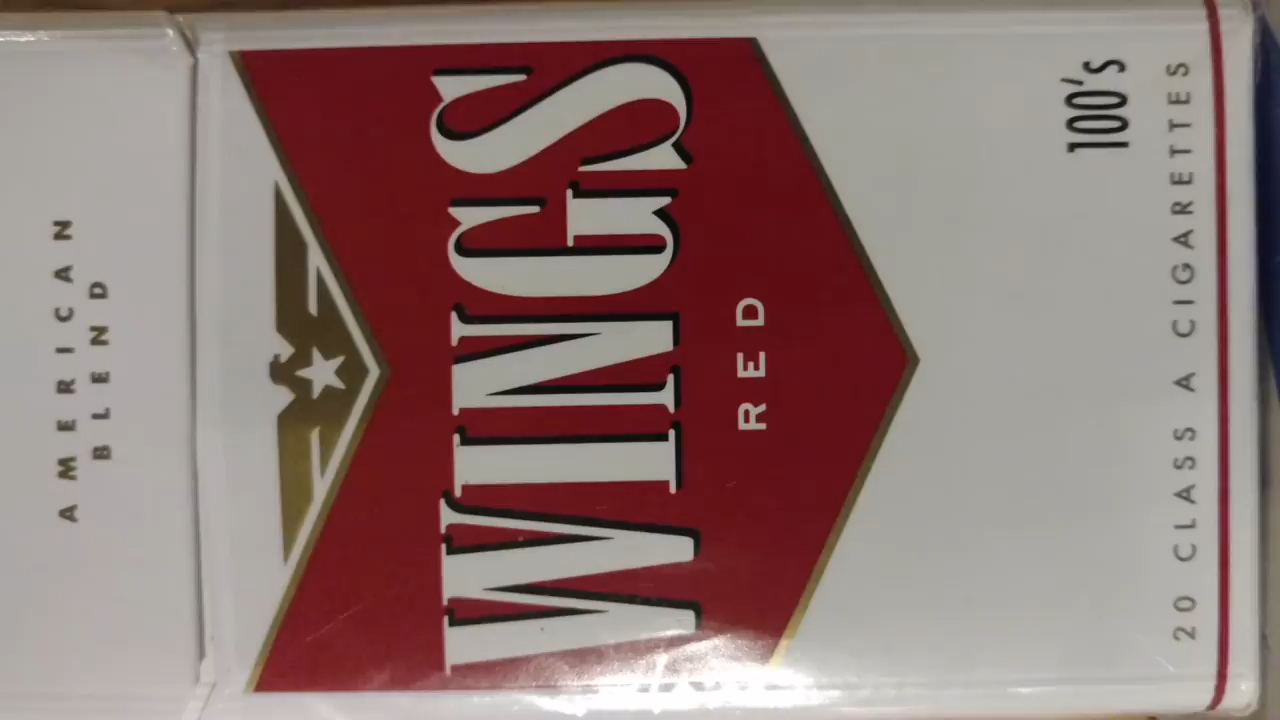 AMERICAN
BLEND
WINGS
RED
100's
20 CLASS A CIGARETTES